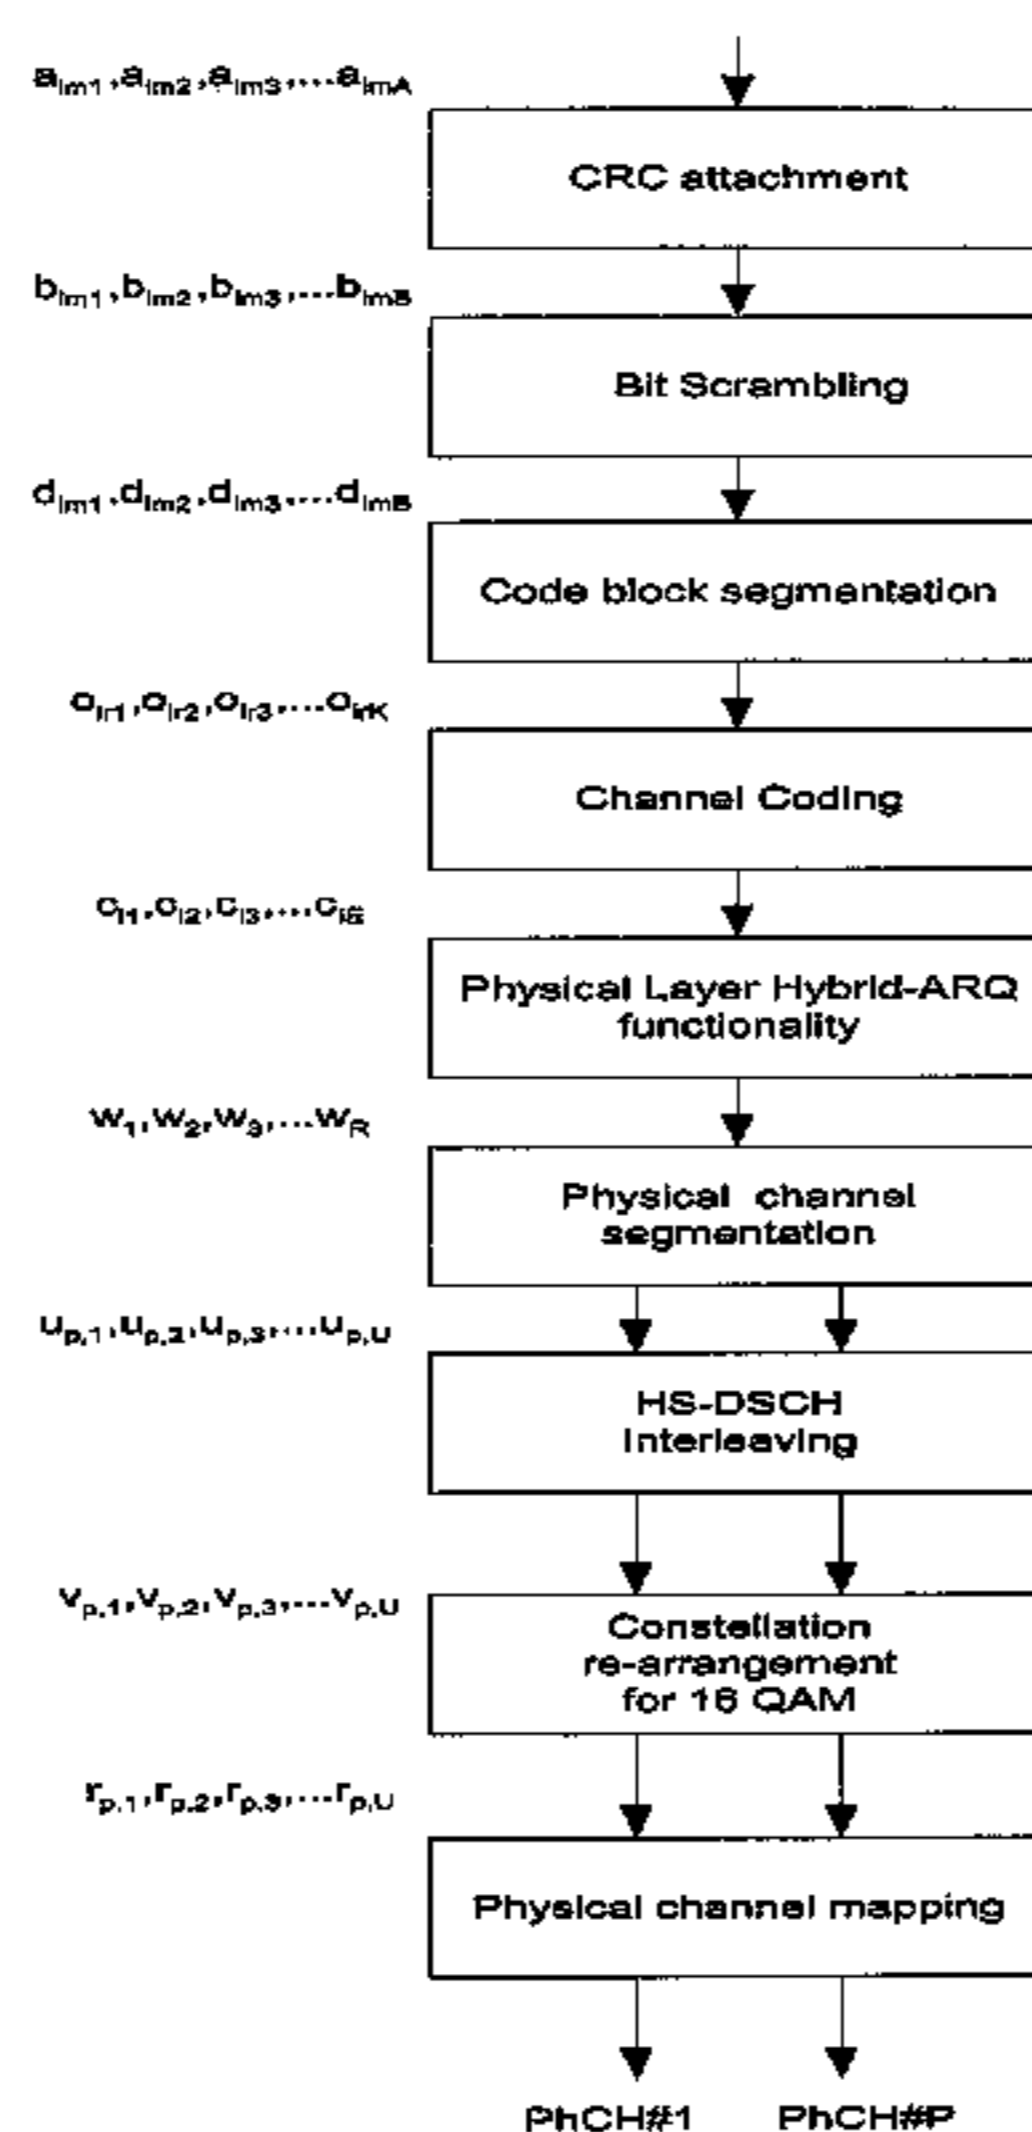 a_im1,a_im2,a_im3,...a_imA
CRC attachment
b_im1,b_im2,b_im3,...b_imB
Bit Scrambling
d_im1,d_im2,d_im3,...d_imB
Code block segmentation
o_ir1,o_ir2,o_ir3,...o_irK
Channel Coding
c_i1,c_i2,c_i3,...c_iE
Physical Layer Hybrid-ARQ
functionality
w_1,w_2,w_3,...w_R
Physical channel
segmentation
u_p,1,u_p,2,u_p,3,...u_p,U
HS-DSCH
Interleaving
v_p,1,v_p,2,v_p,3,...v_p,U
Constellation
re-arrangement
for 16 QAM
r_p,1,r_p,2,r_p,3,...r_p,U
Physical channel mapping
PhCH#1 PhCH#P